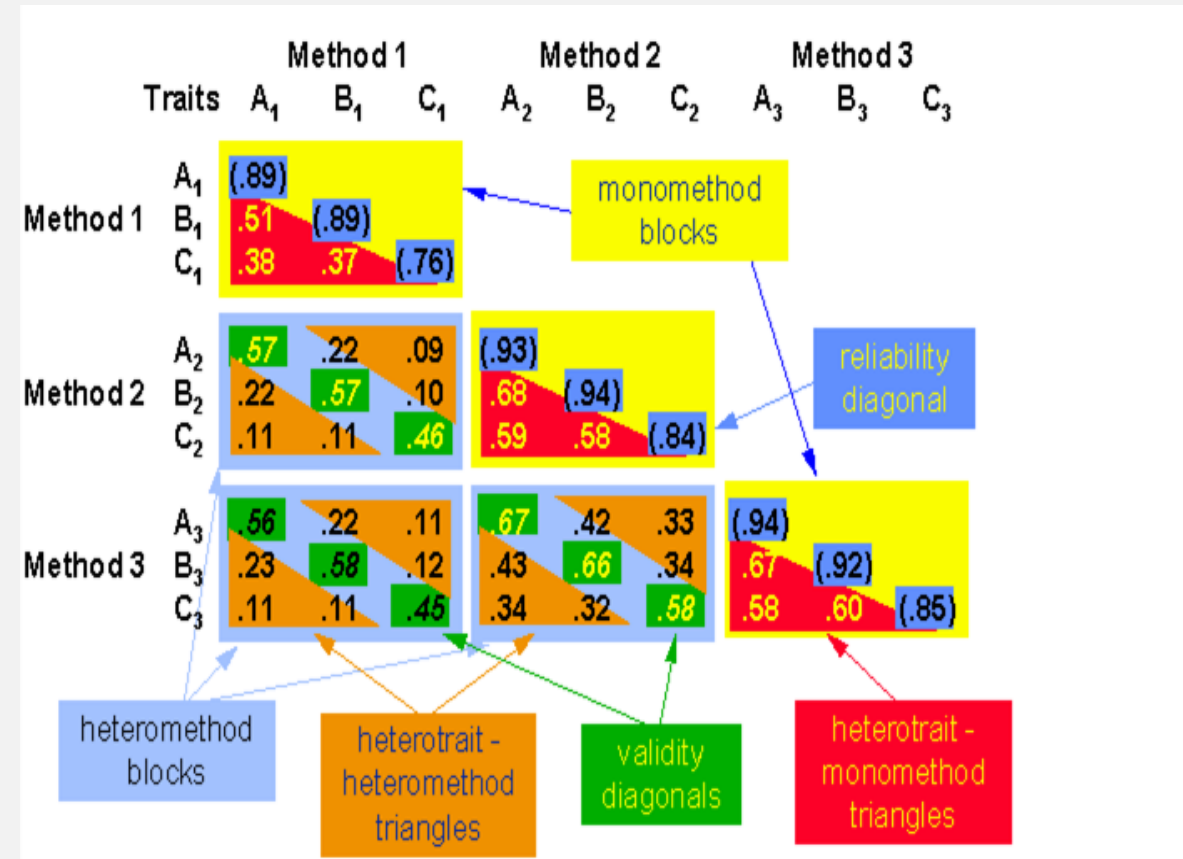 Method 1 Method 2 Method 3
Traits A₁ B₁ C₁ A₂ B₂ C₂ A₃ B₃ C₃
A₁ (.89)
Method 1 B₁ .51 (.89)
C₁ .38 .37 (.76)
monomethod
blocks
A₂ .57 .22 .09 (.93)
Method 2 B₂ .22 .57 .10 .68 (.94)
C₂ .11 .11 .46 .59 .58 (.84)
reliability
diagonal
A₃ .56 .22 .11 .67 .42 .33 (.94)
Method 3 B₃ .23 .58 .12 .43 .66 .34 .67 (.92)
C₃ .11 .11 .45 .34 .32 .58 .58 .60 (.85)
heteromethod
blocks
heterotrait -
heteromethod
triangles
validity
diagonals
heterotrait -
monomethod
triangles